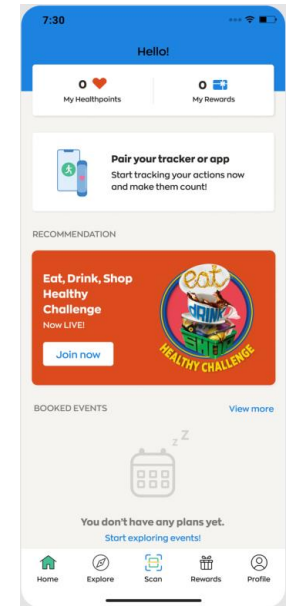 7:30
Hello!
0
0
My Healthpoints
My Rewards
Pair your tracker or app
Start tracking your actions now
and make them count!
RECOMMENDATION
Eat, Drink, Shop
Healthy
Challenge
Now LIVE!
Join now
eat
DRINK
SHOP
HEALTHY CHALLENGE
BOOKED EVENTS
View more
z Z
You don't have any plans yet.
Start exploring events!
Home
Explore
Scan
Rewards
Profile